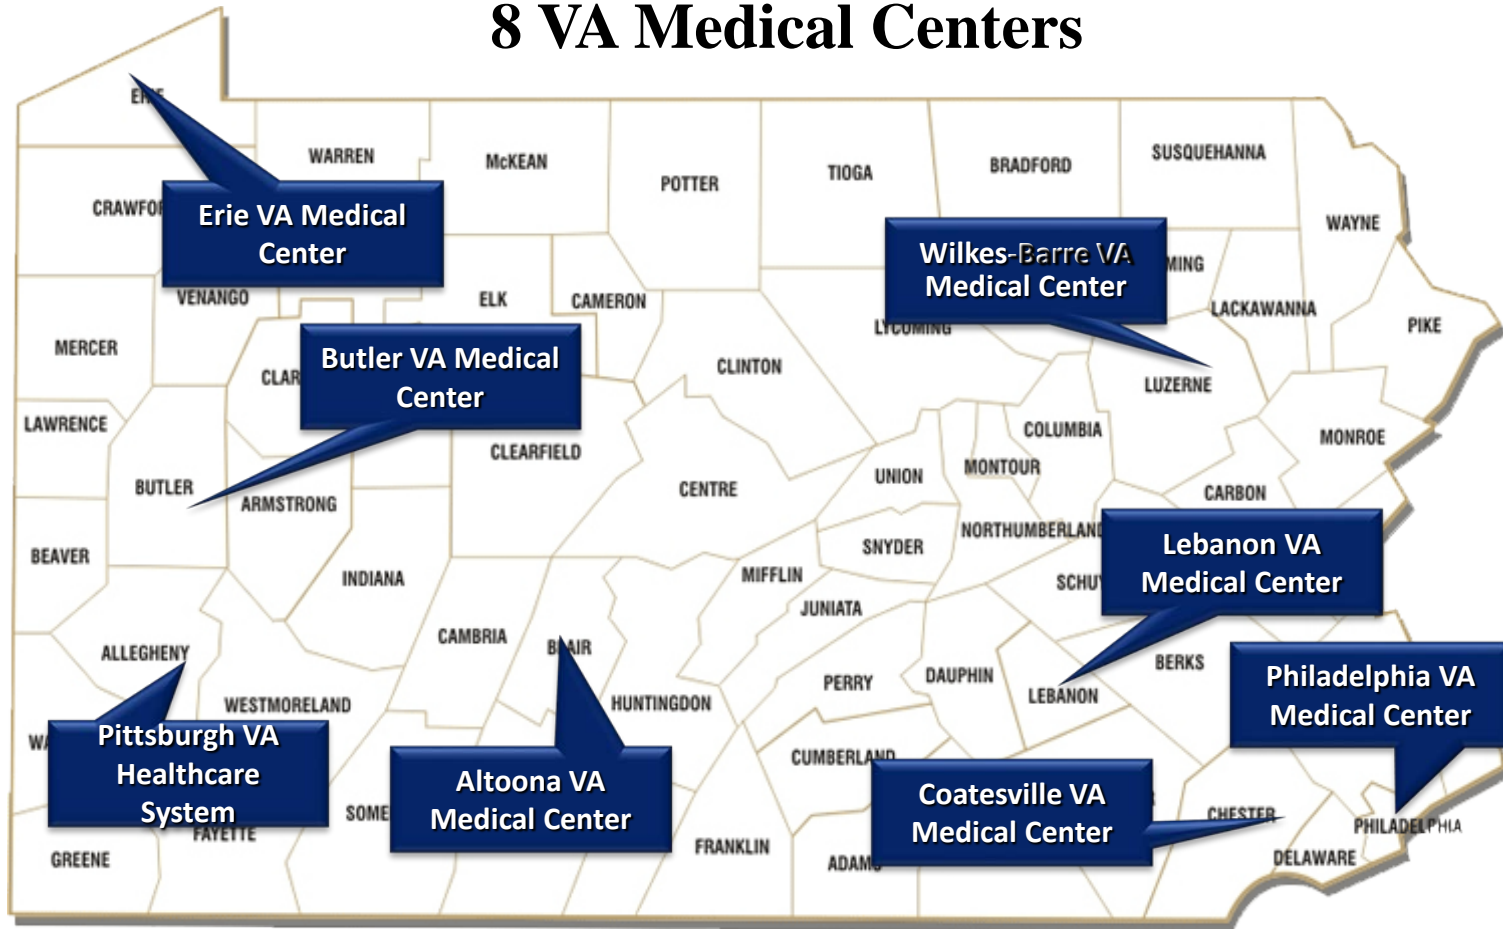 8 VA Medical Centers
WARREN
McKEAN
SUSQUEHANNA
BRADFORD
TIOGA
POTTER
WAYNE
Erie VA Medical
Center
Wilkes-Barre VA
Medical Center
VENANGO
ELK
CAMERON
LACKAWANNA
PIKE
LYCOMING
MERCER
Butler VA Medical
Center
CLINTON
LUZERNE
LAWRENCE
COLUMBIA
MONROE
CLEARFIELD
MONTOUR
UNION
BUTLER
CENTRE
CARBON
ARMSTRONG
NORTHUMBERLAND
SNYDER
BEAVER
Lebanon VA
Medical Center
INDIANA
MIFFLIN
JUNIATA
CAMBRIA
BLAIR
ALLEGHENY
BERKS
DAUPHIN
PERRY
LEBANON
HUNTINGDON
WESTMORELAND
Philadelphia VA
Medical Center
Pittsburgh VA
Healthcare
System
CUMBERLAND
Altoona VA
Medical Center
Coatesville VA
Medical Center
CHESTER
PHILADELPHIA
FAYETTE
FRANKLIN
DELAWARE
GREENE
ADAMS